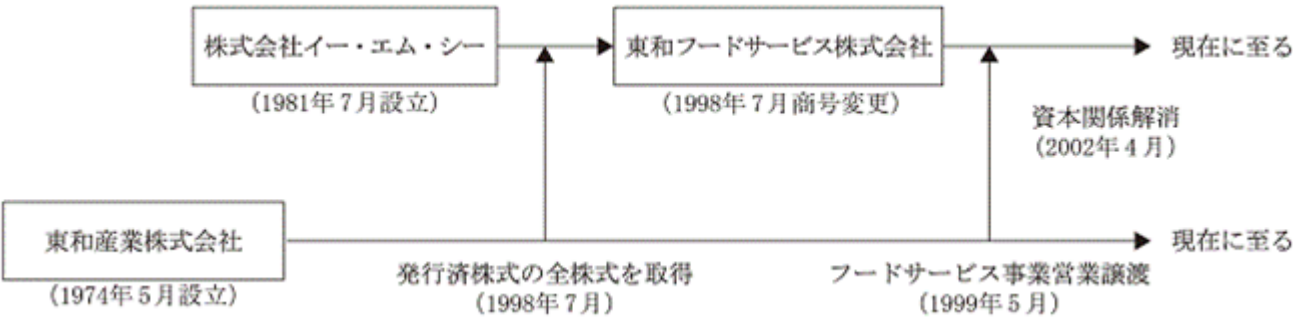 株式会社イー・エム・シー
東和フードサービス株式会社
現在に至る
(1981年7月設立)
(1998年7月商号変更)
資本関係解消
(2002年4月)
東和産業株式会社
現在に至る
(1974年5月設立)
発行済株式の全株式を取得
(1998年7月)
フードサービス事業営業譲渡
(1999年5月)